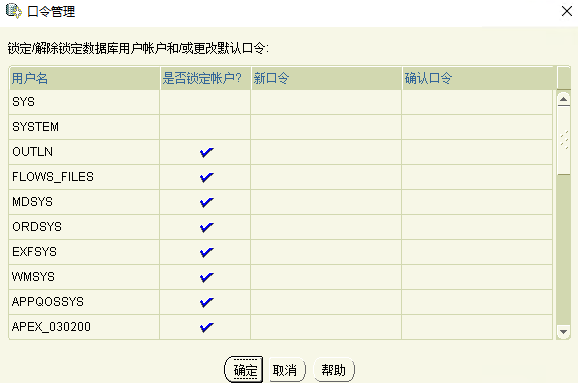 口令管理
锁定/解除锁定数据库用户帐户和/或更改默认口令:
用户名 是否锁定帐户? 新口令 确认口令
SYS
SYSTEM
OUTLN
FLOWS_FILES
MDSYS
ORDSYS
EXFSYS
WMSYS
APPQOSSYS
APEX_030200
确定 取消 帮助